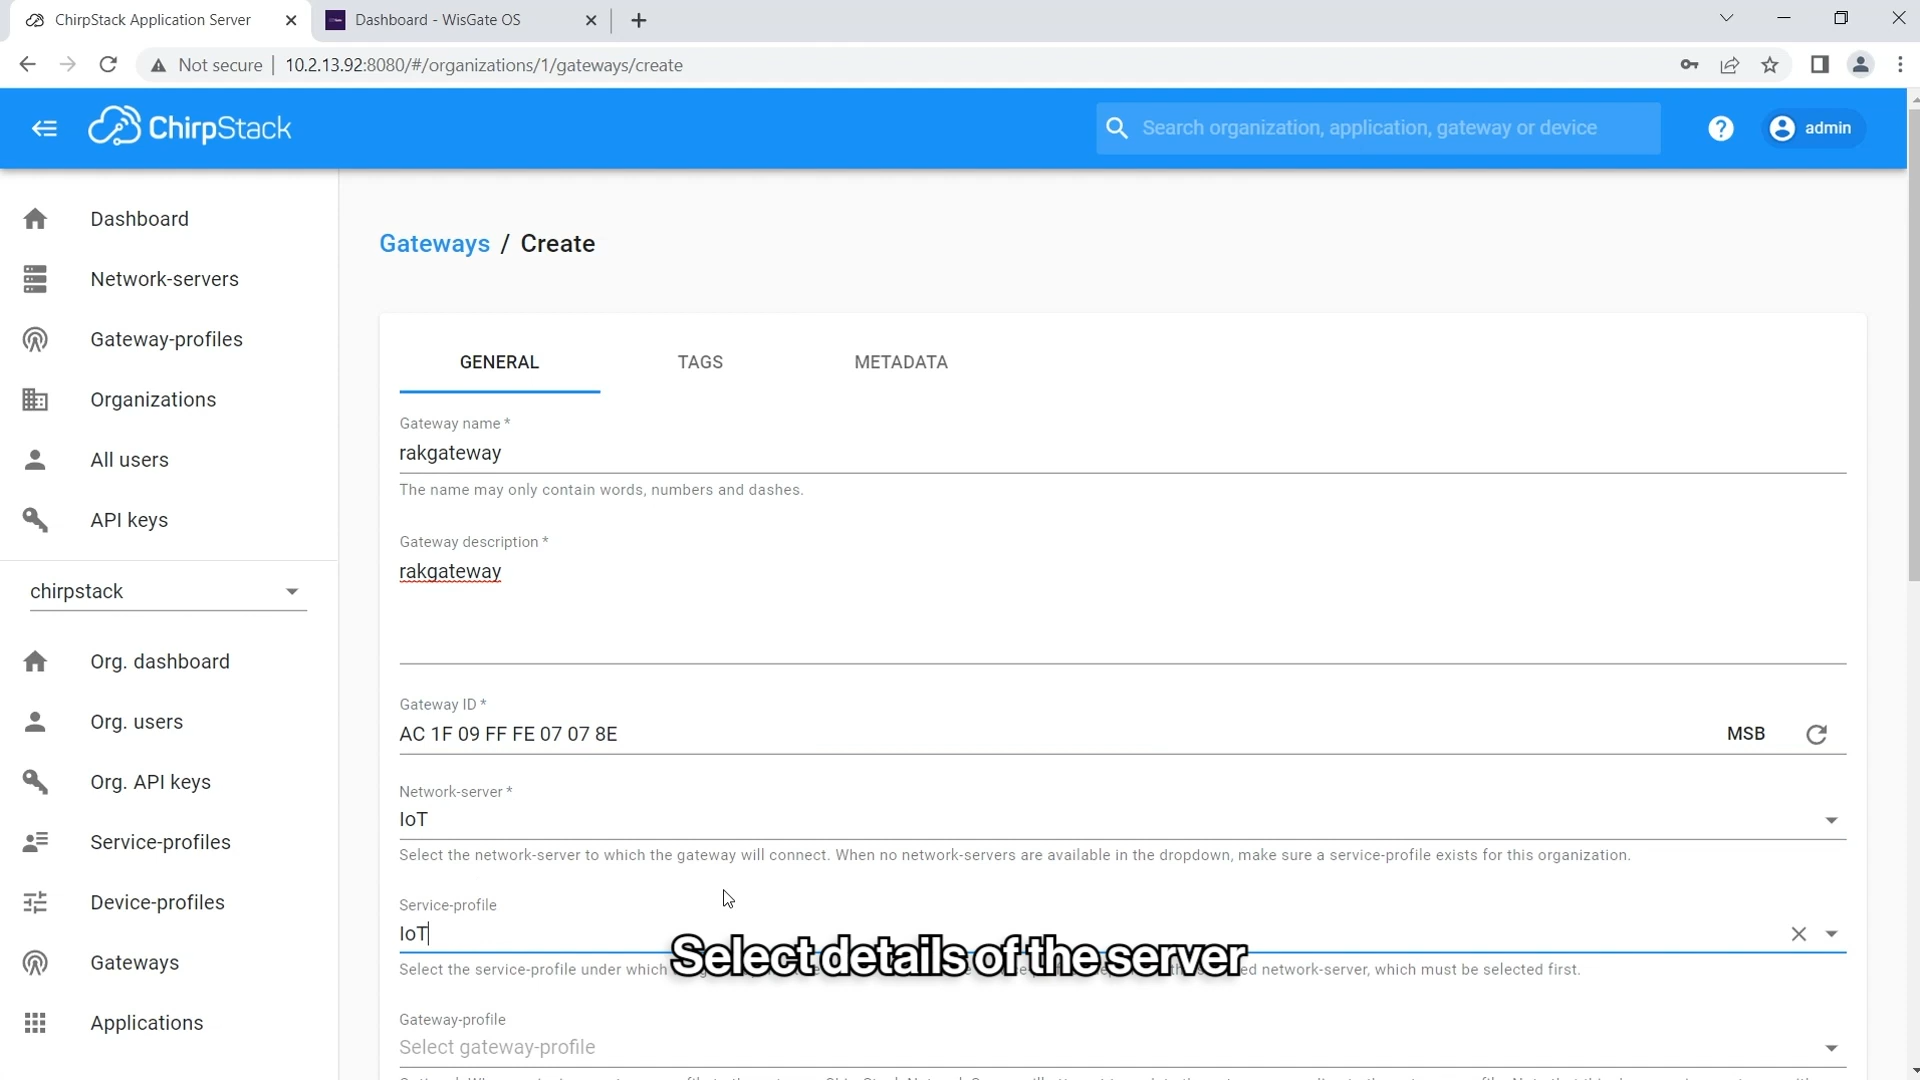 ChirpStack Application Server
Dashboard - WisGate OS
Not secure
10.2.13.92:8080/#/organizations/1/gateways/create
ChirpStack
Search organization, application, gateway or device
?
admin
Dashboard
Network-servers
Gateway-profiles
Organizations
All users
API keys
chirpstack
Org. dashboard
Org. users
Org. API keys
Service-profiles
Device-profiles
Gateways
Applications
Gateways / Create
GENERAL TAGS METADATA
Gateway name *
rakgateway
The name may only contain words, numbers and dashes.
Gateway description *
rakgateway
Gateway ID *
AC 1F 09 FF FE 07 07 8E MSB
Network-server *
IoT
Select the network-server to which the gateway will connect. When no network-servers are available in the dropdown, make sure a service-profile exists for this organization.
Service-profile
IoT
Select details of the server
Select the service-profile under which network-server, which must be selected first.
Gateway-profile
Select gateway-profile